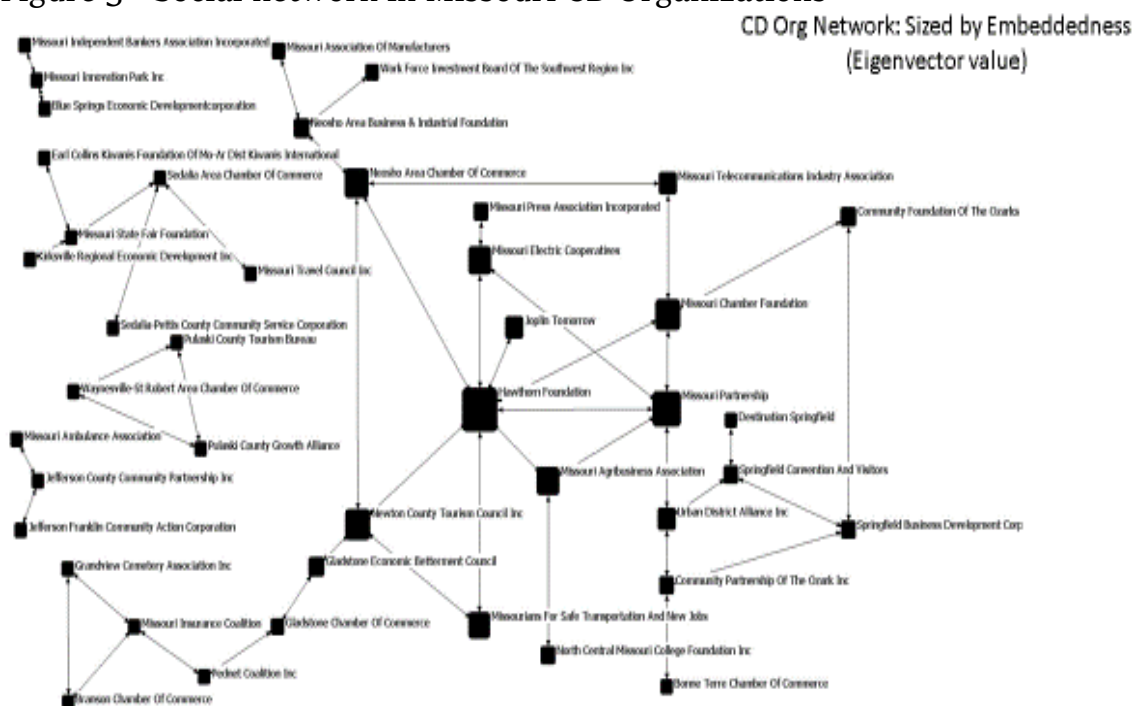 Figure 3 - Social network in Missouri CD Organizations
CD Org Network: Sized by Embeddedness
(Eigenvector value)
Missouri Independent Bankers Association Incorporated
Missouri Association Of Manufacturers
Work Force Investment Board Of The Southwest Region Inc
Missouri Innovation Park Inc
Blue Springs Economic Developmentcorporation
Neosho Area Business & Industrial Foundation
Earl Collins Kiwanis Foundation Of Mo-Ar Dist Kiwanis International
Sedalia Area Chamber Of Commerce
Neosho Area Chamber Of Commerce
Missouri Telecommunications Industry Association
Missouri Press Association Incorporated
Community Foundation Of The Ozarks
Missouri State Fair Foundation
Missouri Electric Cooperatives
Kirksville Regional Economic Development Inc
Missouri Travel Council Inc
Missouri Chamber Foundation
Sedalia-Pettis County Community Service Corporation
Joplin Tomorrow
Pulaski County Tourism Bureau
Waynesville-St Robert Area Chamber Of Commerce
Hawthorn Foundation
Missouri Partnership
Destination Springfield
Missouri Ambulance Association
Pulaski County Growth Alliance
Missouri Agribusiness Association
Springfield Convention And Visitors
Jefferson County Community Partnership Inc
Newton County Tourism Council Inc
Urban District Alliance Inc
Jefferson Franklin Community Action Corporation
Springfield Business Development Corp
Grandview Cemetery Association Inc
Gladstone Economic Betterment Council
Community Partnership Of The Ozark Inc
Missouri Insurance Coalition
Gladstone Chamber Of Commerce
Missourians For Safe Transportation And New Jobs
North Central Missouri College Foundation Inc
Pednet Coalition Inc
Bonne Terre Chamber Of Commerce
Branson Chamber Of Commerce